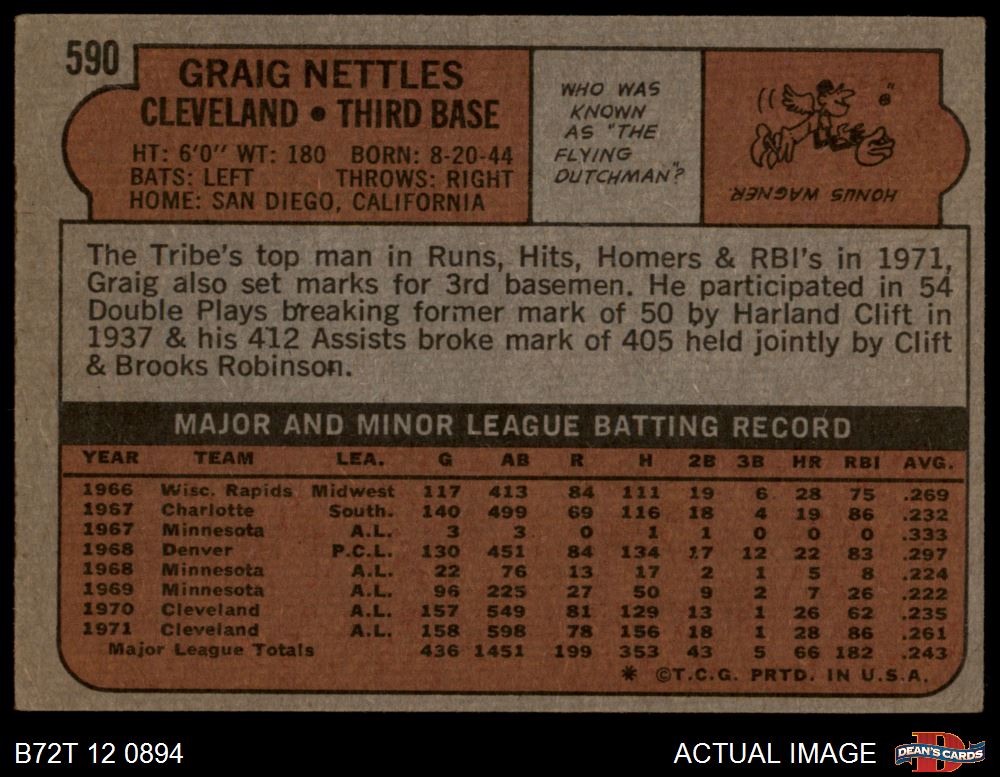 590
GRAIG NETTLES
CLEVELAND • THIRD BASE
HT: 6'0" WT: 180 BORN: 8-20-44
BATS: LEFT THROWS: RIGHT
HOME: SAN DIEGO, CALIFORNIA
WHO WAS
KNOWN
AS "THE
FLYING
DUTCHMAN"?
HONUS WAGNER
The Tribe's top man in Runs, Hits, Homers & RBI's in 1971,
Graig also set marks for 3rd basemen. He participated in 54
Double Plays breaking former mark of 50 by Harland Clift in
1937 & his 412 Assists broke mark of 405 held jointly by Clift
& Brooks Robinson.
MAJOR AND MINOR LEAGUE BATTING RECORD
YEAR TEAM LEA. G AB R H 2B 3B HR RBI AVG.
1966 Wisc. Rapids Midwest 117 413 84 111 19 6 28 75 .269
1967 Charlotte South. 140 499 69 116 18 4 19 86 .232
1967 Minnesota A.L. 3 3 0 1 1 0 0 0 .333
1968 Denver P.C.L. 130 451 84 134 17 12 22 83 .297
1968 Minnesota A.L. 22 76 13 17 2 1 5 8 .224
1969 Minnesota A.L. 96 225 27 50 9 2 7 26 .222
1970 Cleveland A.L. 157 549 81 129 13 1 26 62 .235
1971 Cleveland A.L. 158 598 78 156 18 1 28 86 .261
Major League Totals 436 1451 199 353 43 5 66 182 .243
* ©T.C.G. PRTD. IN U.S.A.
B72T 12 0894
ACTUAL IMAGE
DEAN'S CARDS